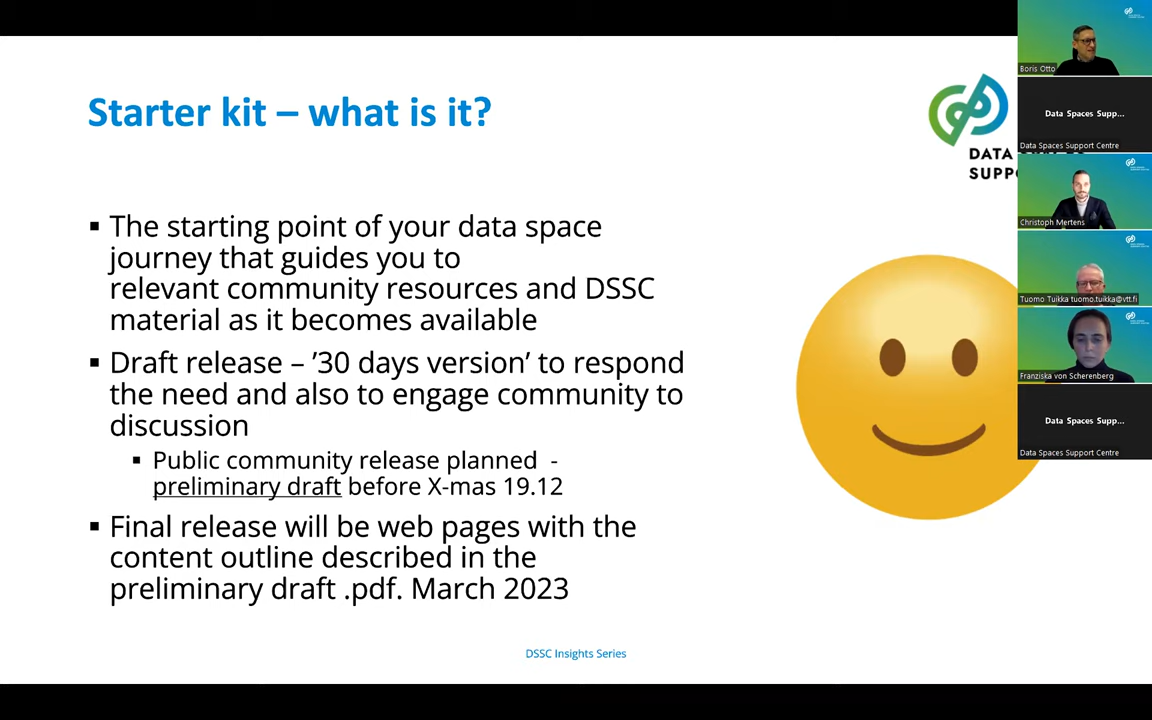 Starter kit – what is it?
DATA
SUPP
▪ The starting point of your data space
journey that guides you to
relevant community resources and DSSC
material as it becomes available
▪ Draft release – ’30 days version’ to respond
the need and also to engage community to
discussion
▪ Public community release planned -
preliminary draft before X-mas 19.12
▪ Final release will be web pages with the
content outline described in the
preliminary draft .pdf. March 2023
DSSC Insights Series
Boris Otto
Data Spaces Supp...
Data Spaces Support Centre
Christoph Mertens
Tuomo Tuikka tuomo.tuikka@vtt.fi
Franziska von Scherenberg
Data Spaces Supp...
Data Spaces Support Centre